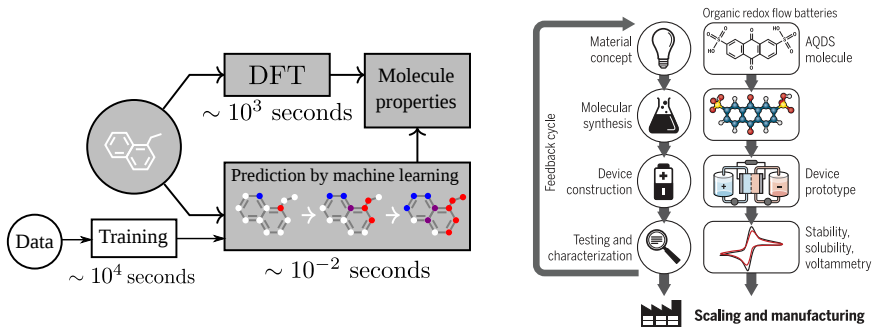 DFT
∼ 10³ seconds
Molecule
properties
Prediction by machine learning
Data
Training
∼ 10⁴ seconds
∼ 10⁻² seconds
Organic redox flow batteries
Material
concept
HO
O
S
O
O
O
O
S
O
OH
AQDS
molecule
Molecular
synthesis
Feedback cycle
Device
construction
+
−
+
−
Device
prototype
Testing and
characterization
Stability,
solubility,
voltammetry
Scaling and manufacturing